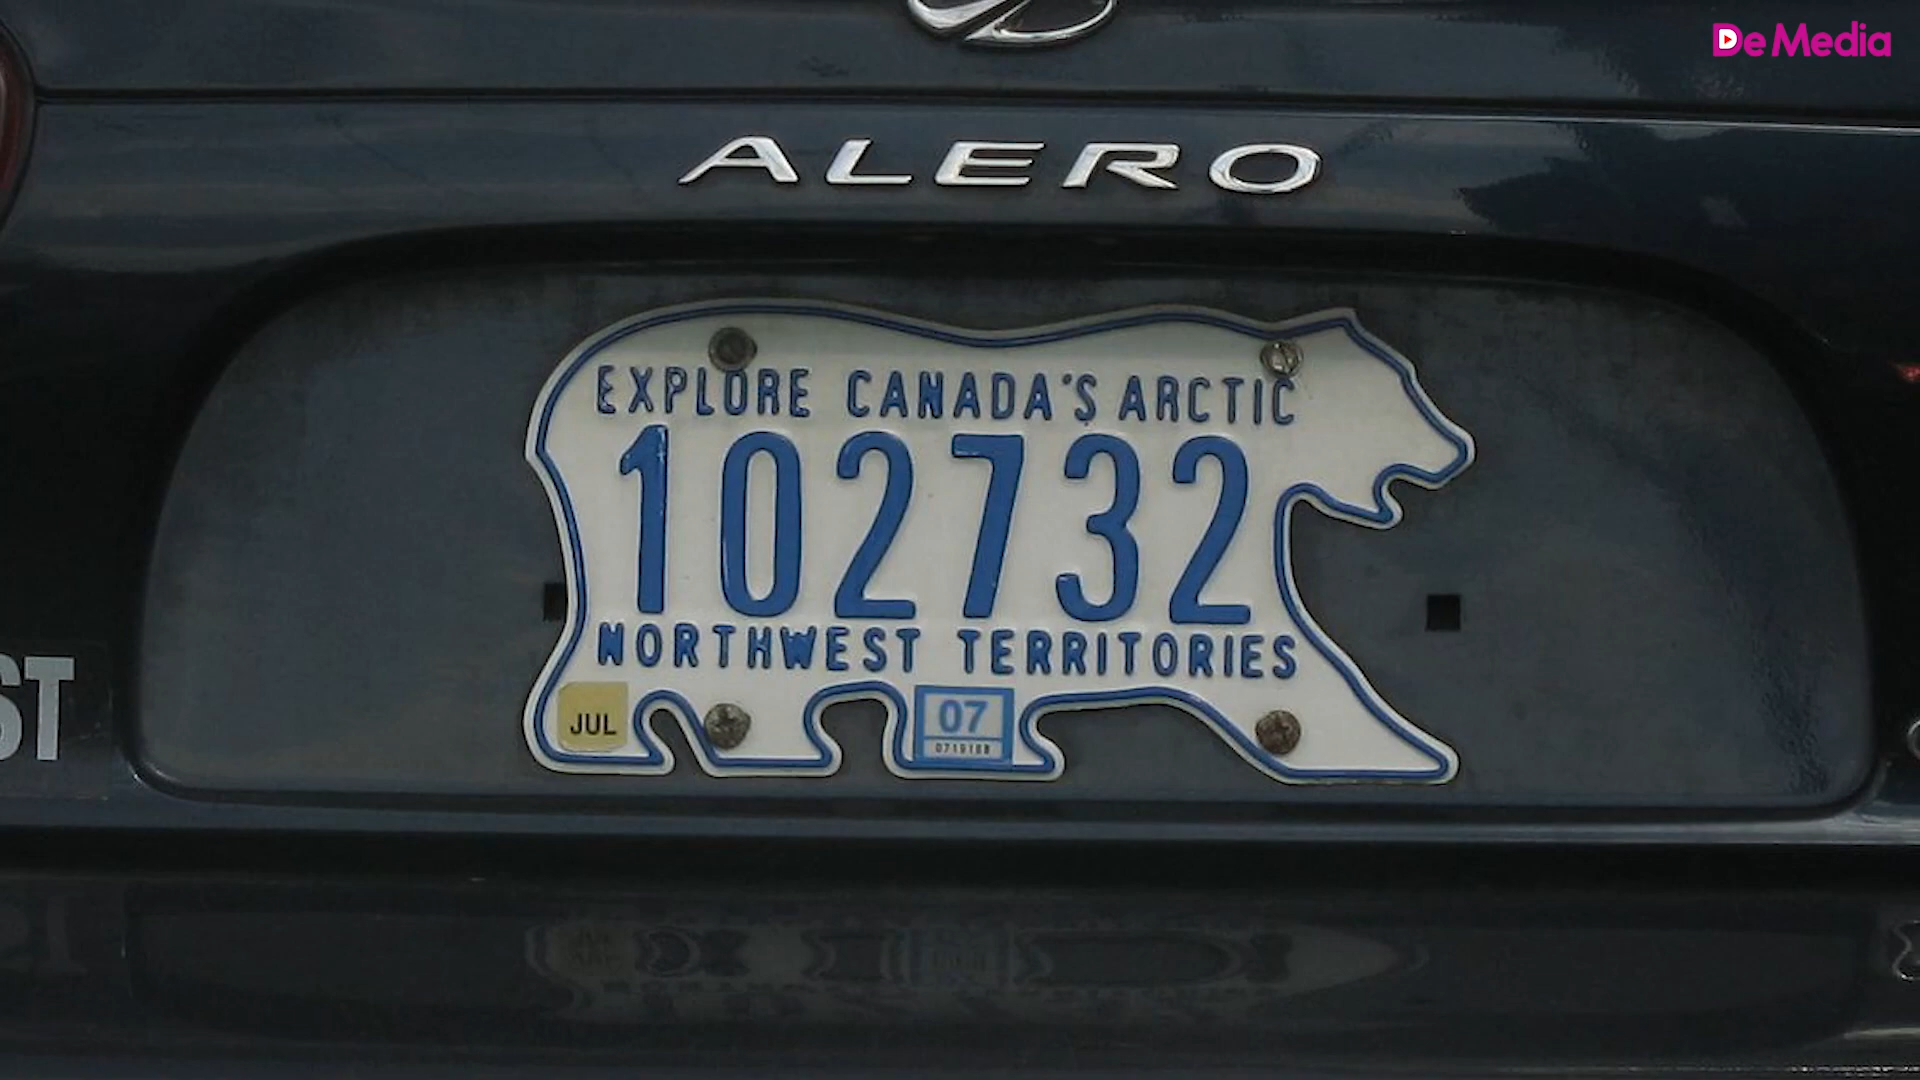 De Media
ALERO
EXPLORE CANADA'S ARCTIC
102732
NORTHWEST TERRITORIES
ST
JUL
07